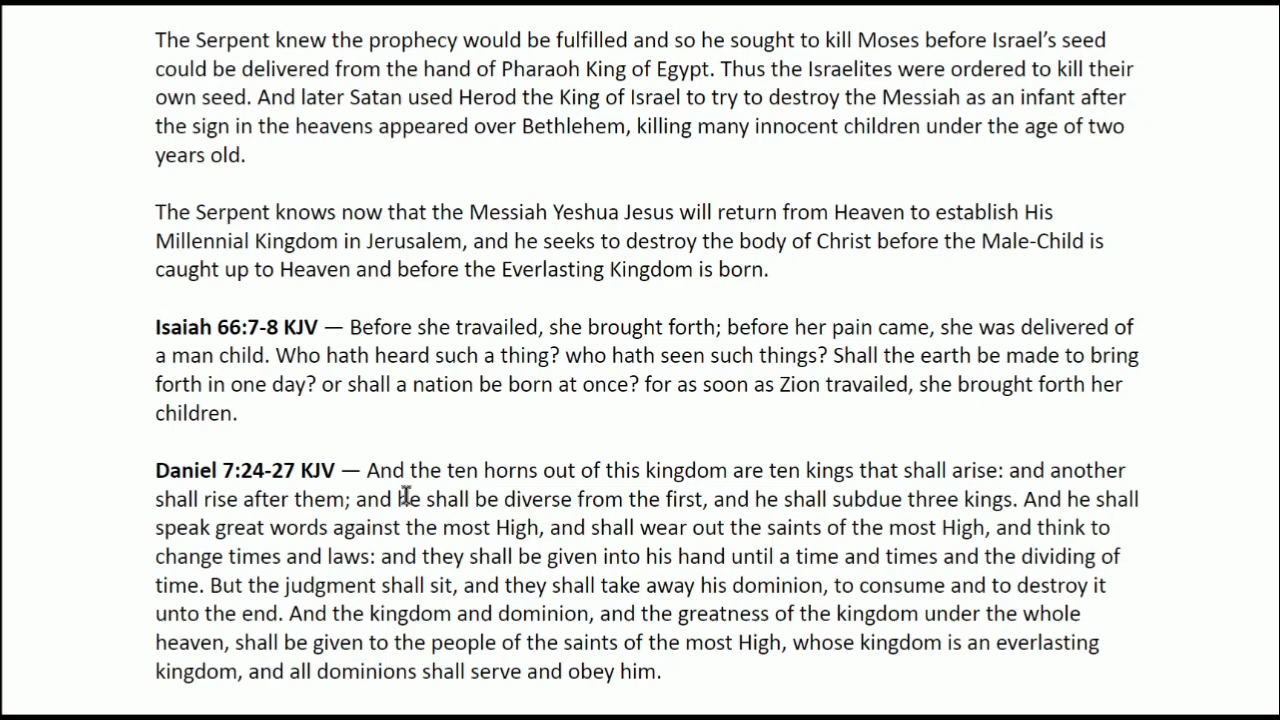 The Serpent knew the prophecy would be fulfilled and so he sought to kill Moses before Israel’s seed
could be delivered from the hand of Pharaoh King of Egypt. Thus the Israelites were ordered to kill their
own seed. And later Satan used Herod the King of Israel to try to destroy the Messiah as an infant after
the sign in the heavens appeared over Bethlehem, killing many innocent children under the age of two
years old.
The Serpent knows now that the Messiah Yeshua Jesus will return from Heaven to establish His
Millennial Kingdom in Jerusalem, and he seeks to destroy the body of Christ before the Male-Child is
caught up to Heaven and before the Everlasting Kingdom is born.
Isaiah 66:7-8 KJV — Before she travailed, she brought forth; before her pain came, she was delivered of
a man child. Who hath heard such a thing? who hath seen such things? Shall the earth be made to bring
forth in one day? or shall a nation be born at once? for as soon as Zion travailed, she brought forth her
children.
Daniel 7:24-27 KJV — And the ten horns out of this kingdom are ten kings that shall arise: and another
shall rise after them; and he shall be diverse from the first, and he shall subdue three kings. And he shall
speak great words against the most High, and shall wear out the saints of the most High, and think to
change times and laws: and they shall be given into his hand until a time and times and the dividing of
time. But the judgment shall sit, and they shall take away his dominion, to consume and to destroy it
unto the end. And the kingdom and dominion, and the greatness of the kingdom under the whole
heaven, shall be given to the people of the saints of the most High, whose kingdom is an everlasting
kingdom, and all dominions shall serve and obey him.